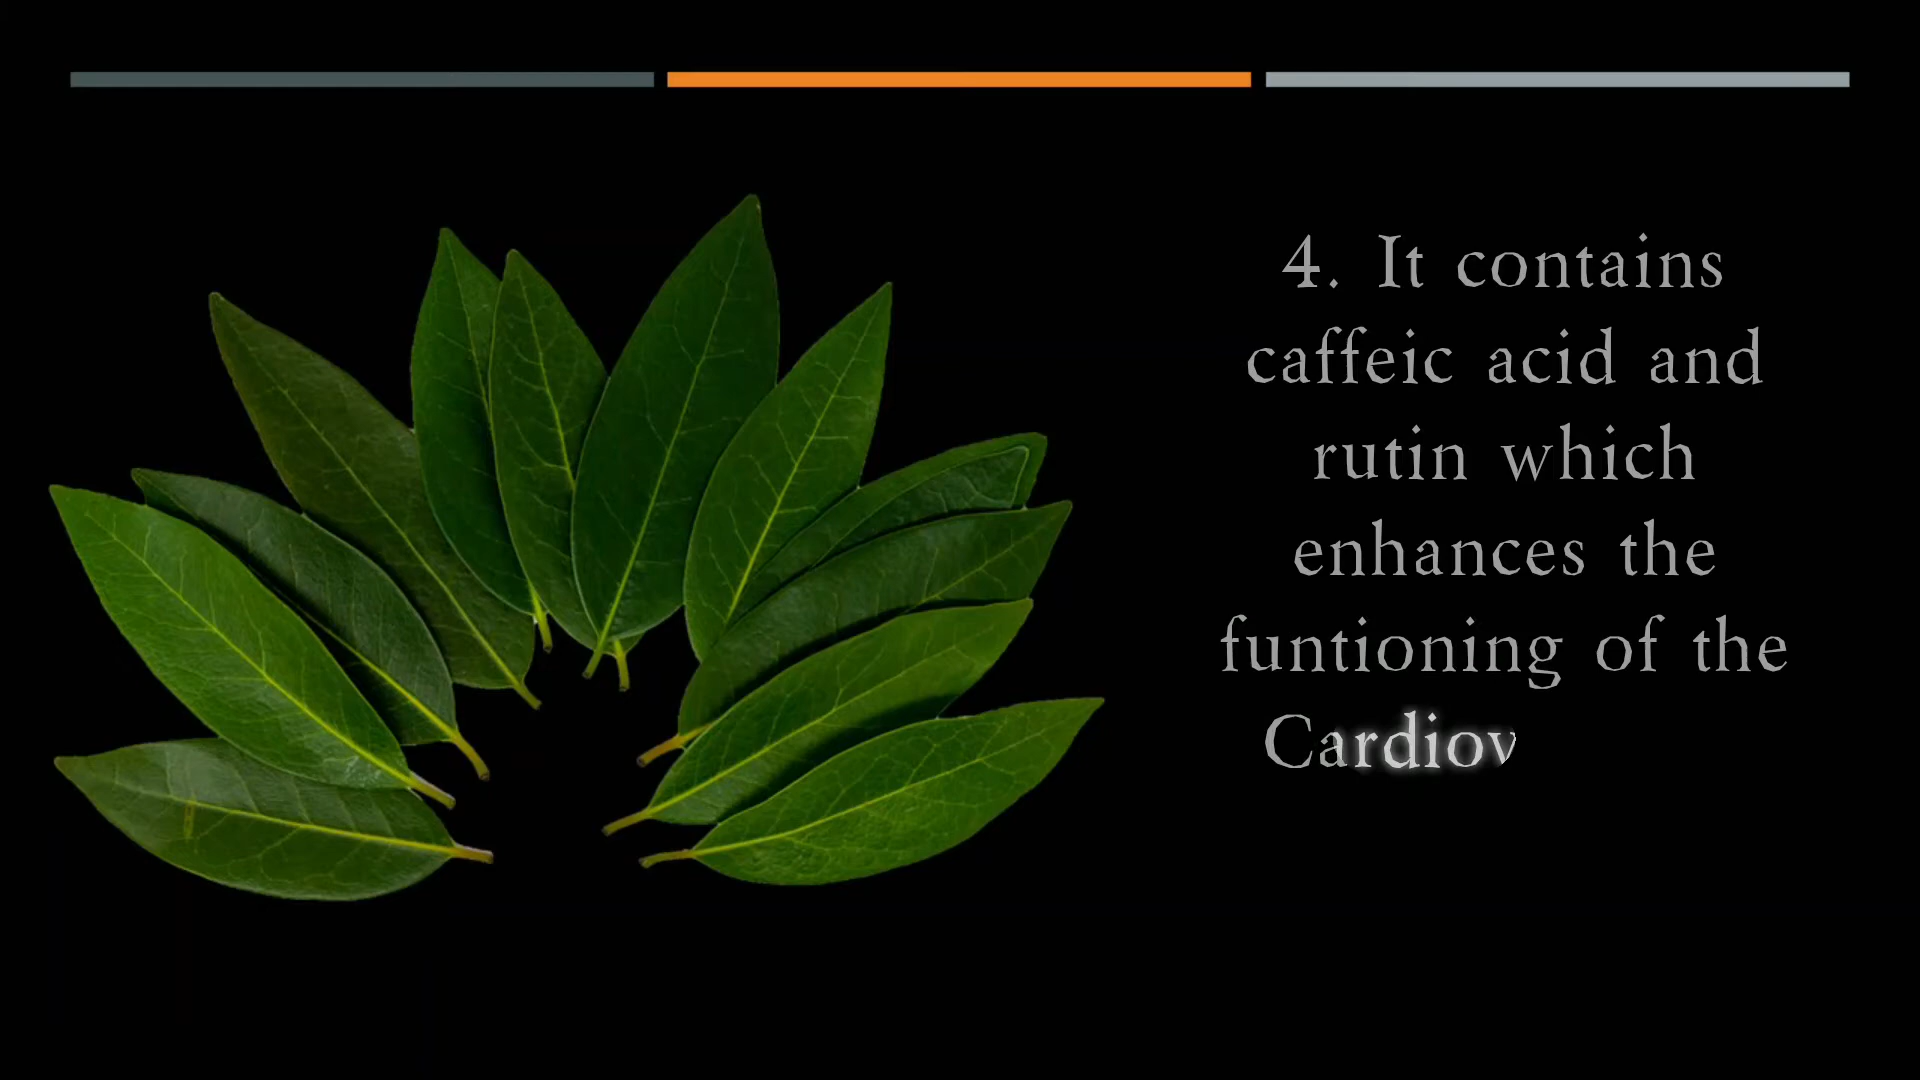 4. It contains
caffeic acid and
rutin which
enhances the
funtioning of the
Cardiov